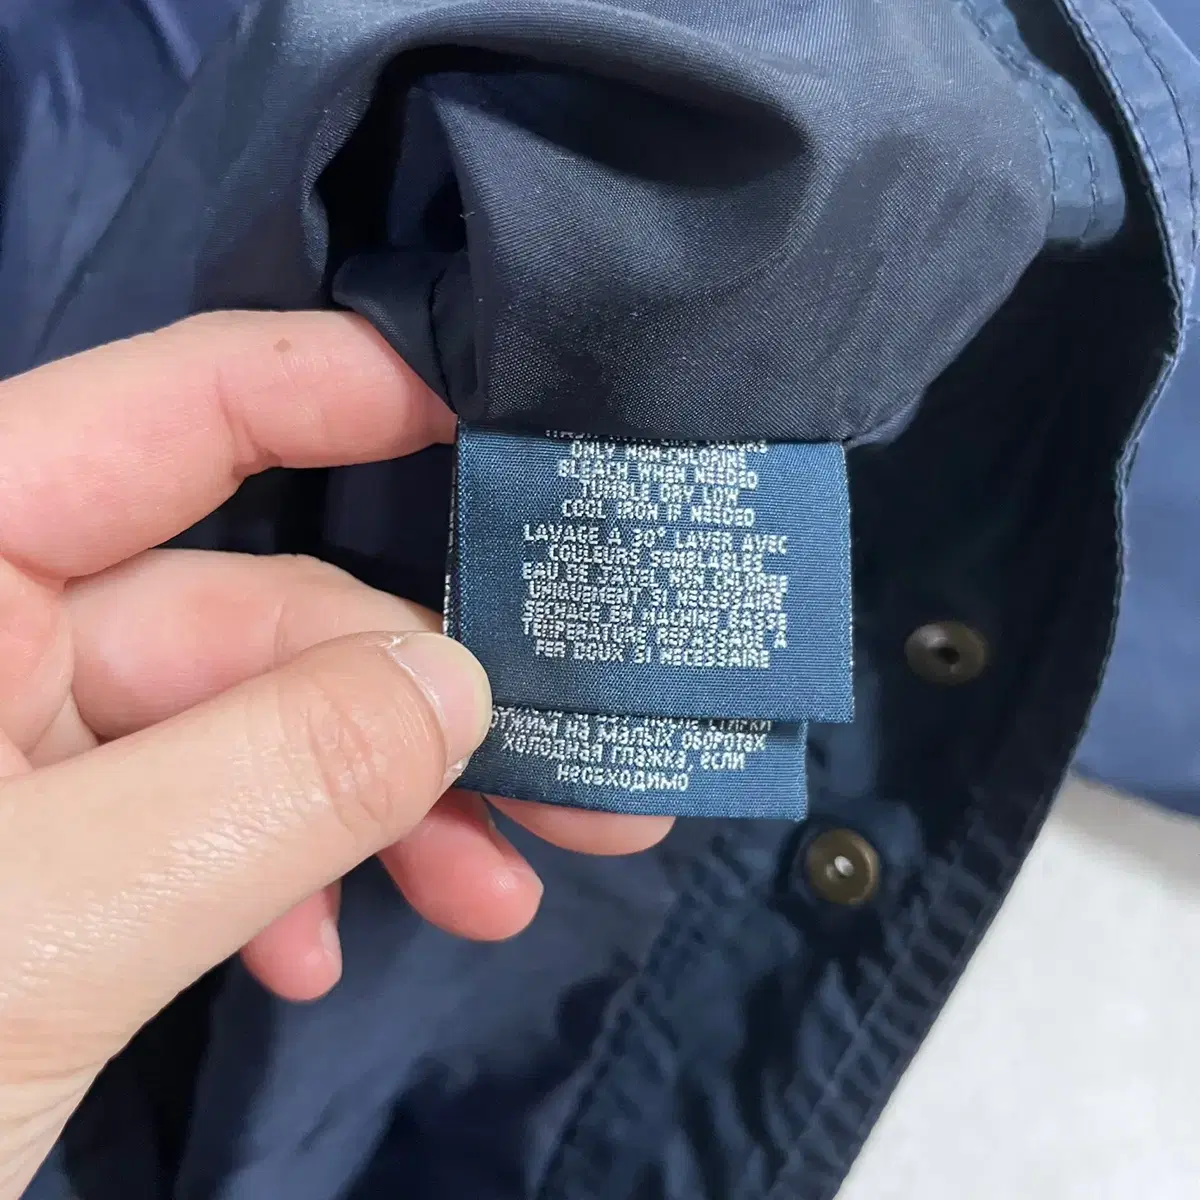 COLOURS
ONLY NON CHLORINE
BLEACH WHEN NEEDED
TUMBLE DRY LOW
COOL IRON IF NEEDED
LAVAGE A 30° LAVER AVEC
COULEURS SEMBLABLES
EAU DE JAVEL NON CHLOREE
UNIQUEMENT SI NECESSAIRE
SECHAGE EN MACHINE BASSE
TEMPERATURE REPASSAGE A
FER DOUX SI NECESSAIRE
на малых оборотах
холодная глажка, если
необходимо